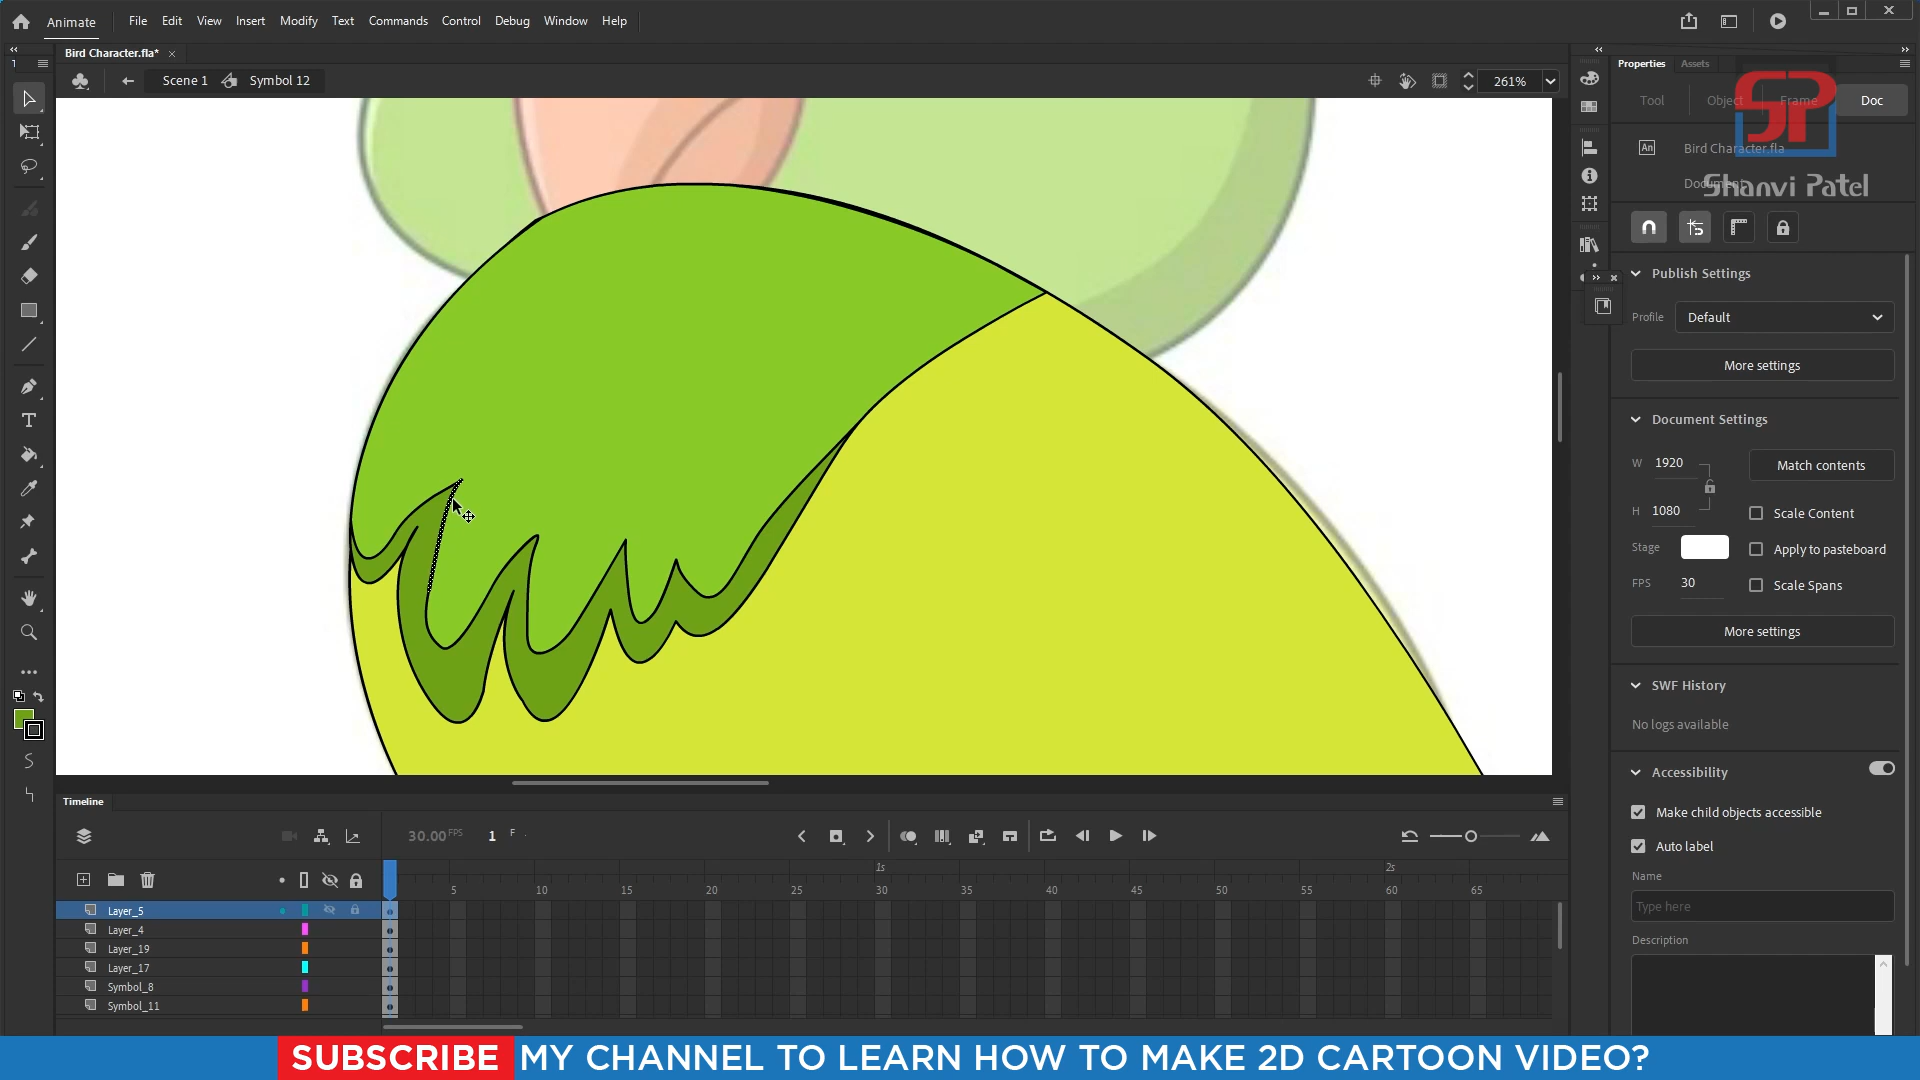 Animate File Edit View Insert Modify Text Commands Control Debug Window Help
Bird Character.fla*
Scene 1 Symbol 12 261%
Properties Assets
Tool Object Frame Doc
SP
An Bird Character.fla
Document
Shanvi Patel
Publish Settings
Profile Default
More settings
Document Settings
W 1920 Match contents
H 1080 Scale Content
Stage Apply to pasteboard
FPS 30 Scale Spans
More settings
SWF History
No logs available
Accessibility
Make child objects accessible
Auto label
Name
Type here
Description
Timeline
30.00 FPS 1 F
1s 2s
5 10 15 20 25 30 35 40 45 50 55 60 65
Layer_5
Layer_4
Layer_19
Layer_17
Symbol_8
Symbol_11
SUBSCRIBE MY CHANNEL TO LEARN HOW TO MAKE 2D CARTOON VIDEO?